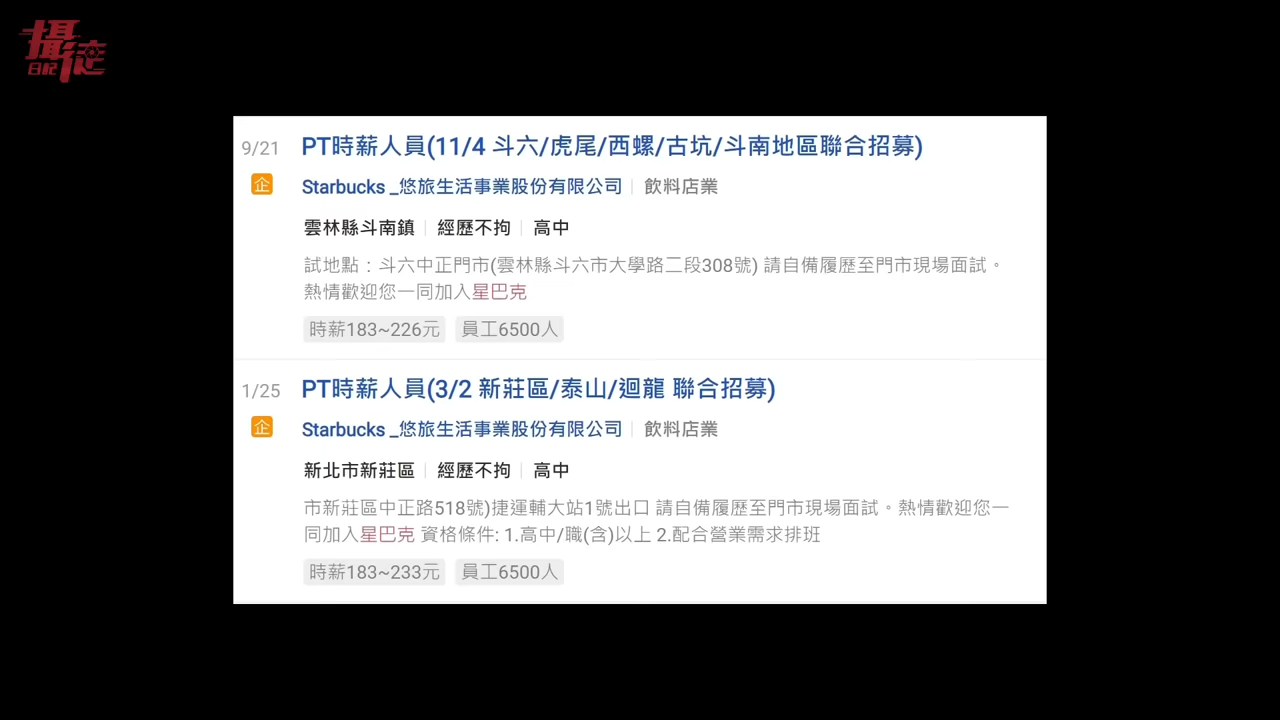 攝徒
日記
9/21 PT時薪人員(11/4 斗六/虎尾/西螺/古坑/斗南地區聯合招募)
企 Starbucks _悠旅生活事業股份有限公司 飲料店業
雲林縣斗南鎮 經歷不拘 高中
試地點：斗六中正門市(雲林縣斗六市大學路二段308號) 請自備履歷至門市現場面試。
熱情歡迎您一同加入星巴克
時薪183~226元 員工6500人
1/25 PT時薪人員(3/2 新莊區/泰山/迴龍 聯合招募)
企 Starbucks _悠旅生活事業股份有限公司 飲料店業
新北市新莊區 經歷不拘 高中
市新莊區中正路518號)捷運輔大站1號出口 請自備履歷至門市現場面試。熱情歡迎您一
同加入星巴克 資格條件: 1.高中/職(含)以上 2.配合營業需求排班
時薪183~233元 員工6500人